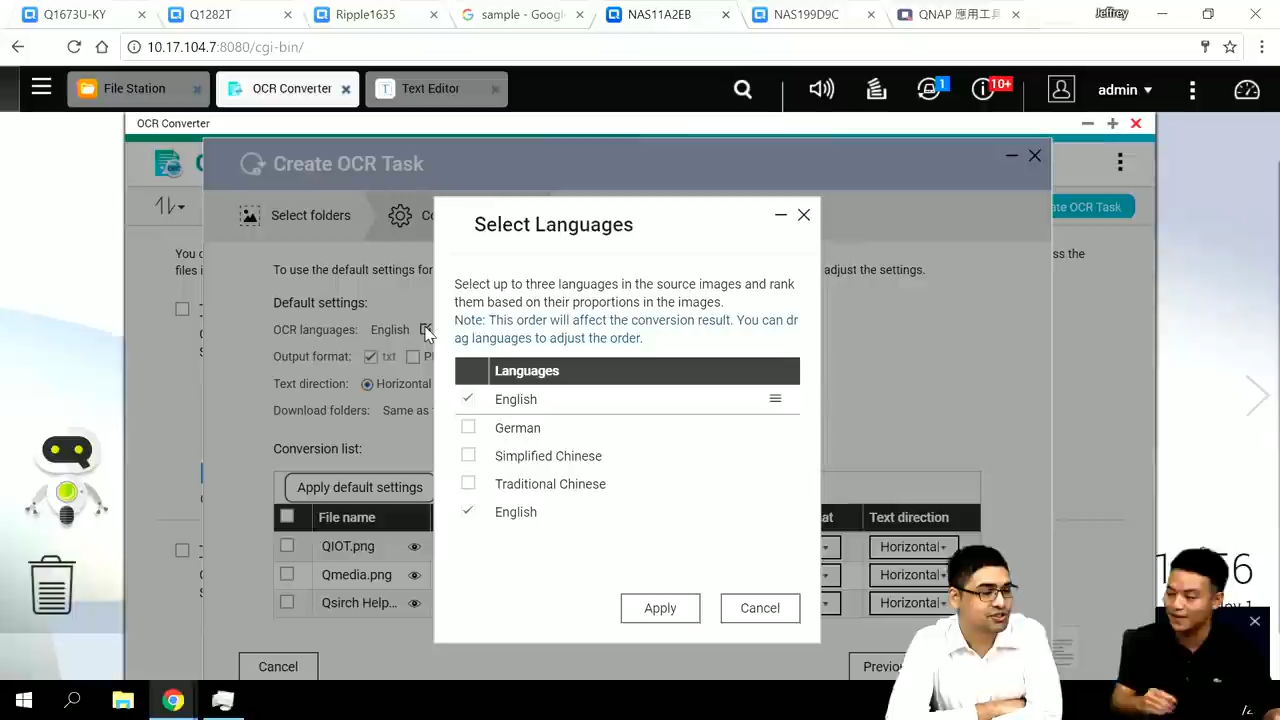 Q1673U-KY
Q1282T
Ripple1635
sample - Googl
NAS11A2EB
NAS199D9C
QNAP 應用工具
Jeffrey
10.17.104.7:8080/cgi-bin/
File Station
OCR Converter
Text Editor
1
10+
admin
OCR Converter
Create OCR Task
Select folders
Co
ate OCR Task
Select Languages
You c
files i
ss the
To use the default settings for
adjust the settings.
Select up to three languages in the source images and rank
them based on their proportions in the images.
Note: This order will affect the conversion result. You can dr
ag languages to adjust the order.
Default settings:
OCR languages: English
Output format: txt
Text direction: Horizontal
Download folders: Same as
Languages
English
German
Simplified Chinese
Traditional Chinese
English
Conversion list:
Apply default settings
File name
at
Text direction
QIOT.png
Horizontal
Qmedia.png
Horizontal
Qsirch Help...
Horizontal
Apply
Cancel
Cancel
Previo